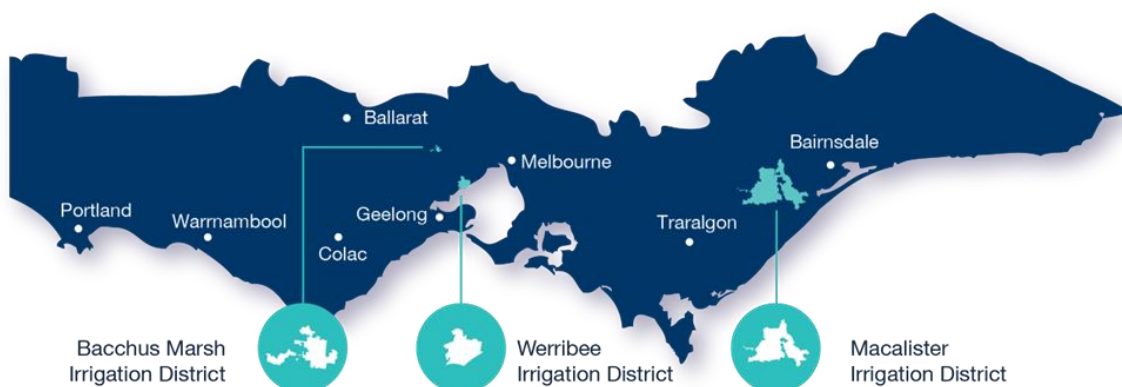 Ballarat
Bairnsdale
Melbourne
Portland
Warrnambool
Geelong
Traralgon
Colac
Bacchus Marsh
Irrigation District
Werribee
Irrigation District
Macalister
Irrigation District